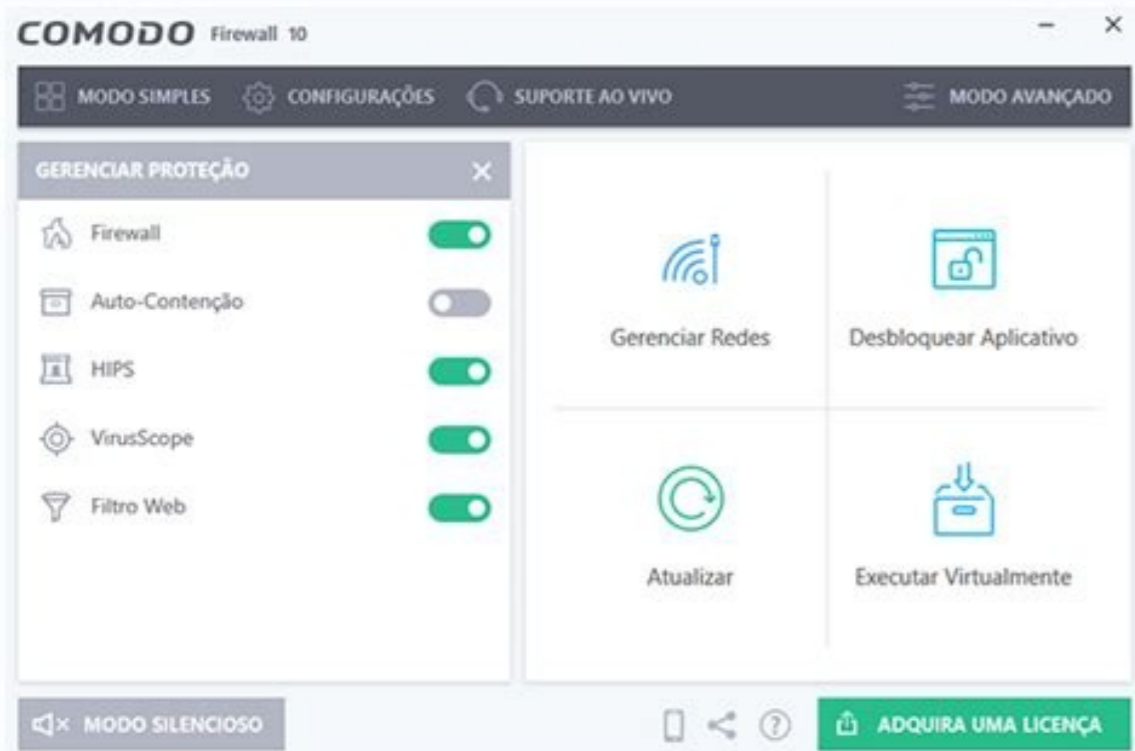 COMODO Firewall 10
MODO SIMPLES CONFIGURAÇÕES SUPORTE AO VIVO MODO AVANÇADO
GERENCIAR PROTEÇÃO
Firewall
Auto-Contenção
HIPS
VirusScope
Filtro Web
Gerenciar Redes
Desbloquear Aplicativo
Atualizar
Executar Virtualmente
MODO SILENCIOSO
ADQUIRA UMA LICENÇA